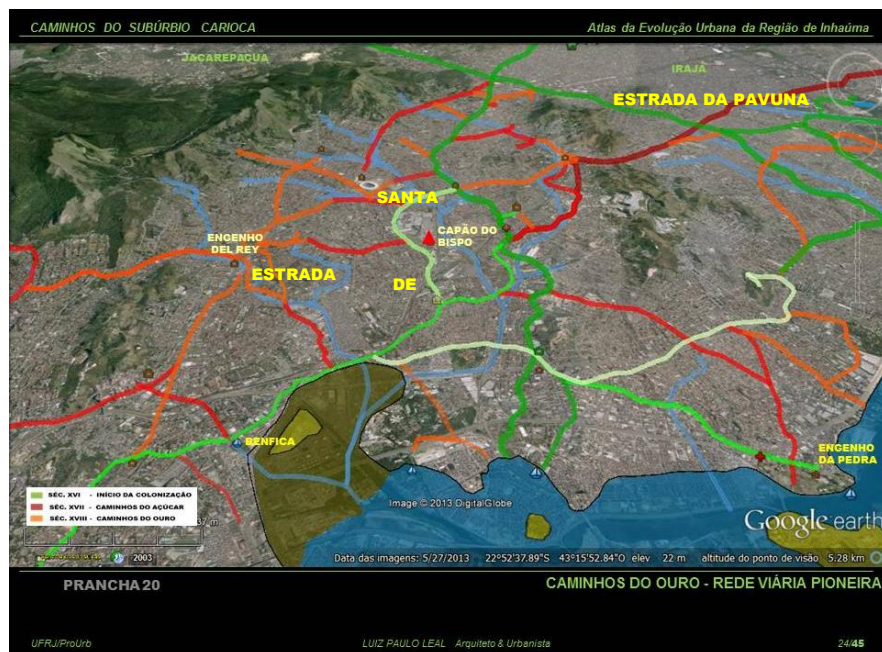 CAMINHOS DO SUBÚRBIO CARIOCA
Atlas da Evolução Urbana da Região de Inhaúma
JACAREPAGUA
IRAJÁ
ESTRADA DA PAVUNA
SANTA
CAPÃO DO
BISPO
ENGENHO
DEL REY
ESTRADA
DE
BENFICA
ENGENHO
DA PEDRA
SÉC. XVI - INÍCIO DA COLONIZAÇÃO
SÉC. XVII - CAMINHOS DO AÇÚCAR
SÉC. XVIII - CAMINHOS DO OURO
Image © 2013 DigitalGlobe
Google earth
2003
Data das imagens: 5/27/2013 22°52'37.89"S 43°15'52.84"O elev 22 m altitude do ponto de visão 5.28 km
PRANCHA 20
CAMINHOS DO OURO - REDE VIÁRIA PIONEIRA
UFRJ/ProUrb
LUIZ PAULO LEAL Arquiteto & Urbanista
24/45